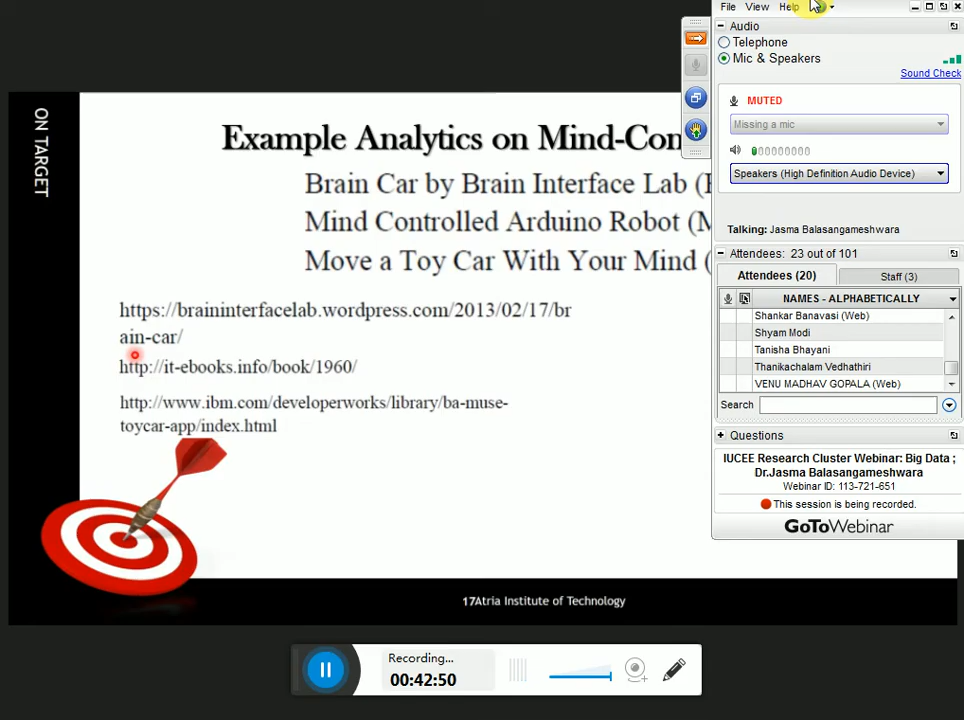 ON TARGET
Example Analytics on Mind-Con
Brain Car by Brain Interface Lab (
Mind Controlled Arduino Robot (
Move a Toy Car With Your Mind (
https://braininterfacelab.wordpress.com/2013/02/17/br
ain-car/
http://it-ebooks.info/book/1960/
http://www.ibm.com/developerworks/library/ba-muse-
toycar-app/index.html
17Atria Institute of Technology
File View Help
Audio
Telephone
Mic & Speakers
Sound Check
MUTED
Missing a mic
Speakers (High Definition Audio Device)
Talking: Jasma Balasangameshwara
Attendees: 23 out of 101
Attendees (20)
Staff (3)
NAMES - ALPHABETICALLY
Shankar Banavasi (Web)
Shyam Modi
Tanisha Bhayani
Thanikachalam Vedhathiri
VENU MADHAV GOPALA (Web)
Search
Questions
IUCEE Research Cluster Webinar: Big Data ;
Dr.Jasma Balasangameshwara
Webinar ID: 113-721-651
This session is being recorded.
GoToWebinar
Recording...
00:42:50